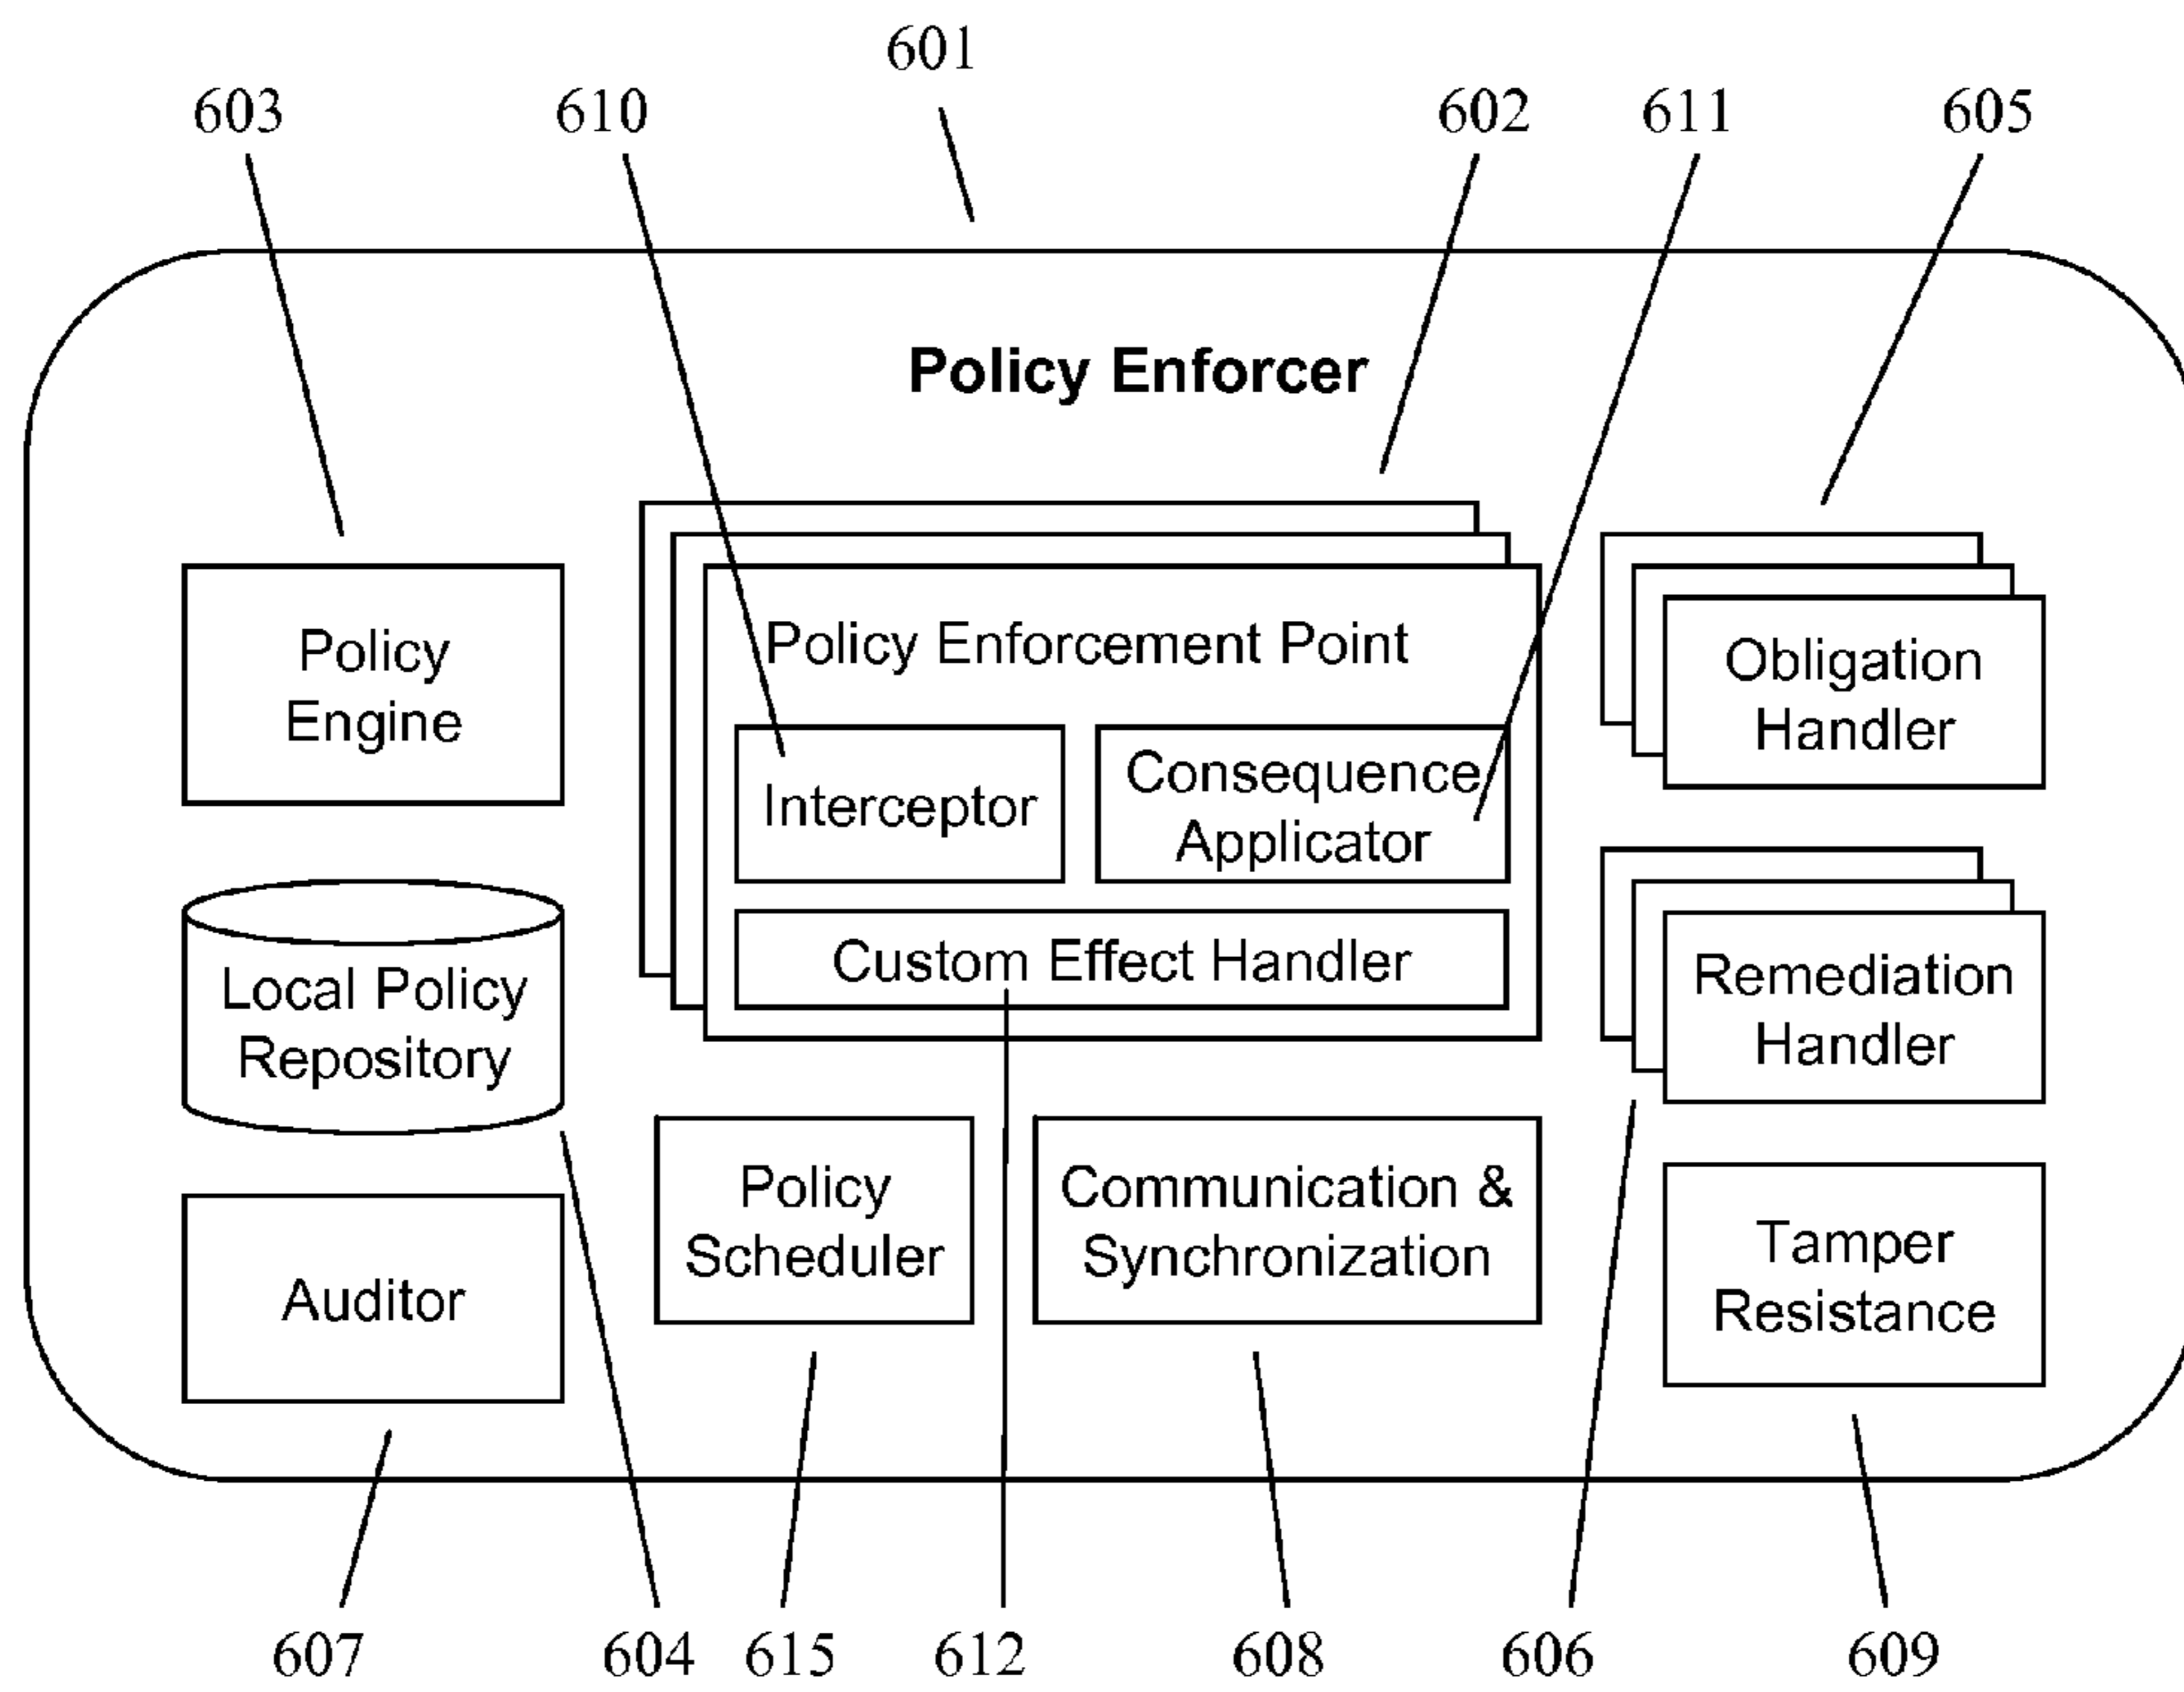 601
603 610 602 611 605
Policy Enforcer
Policy
Engine
Policy Enforcement Point
Interceptor
Consequence
Applicator
Custom Effect Handler
Obligation
Handler
Local Policy
Repository
Remediation
Handler
Auditor
Policy
Scheduler
Communication &
Synchronization
Tamper
Resistance
607 604 615 612 608 606 609